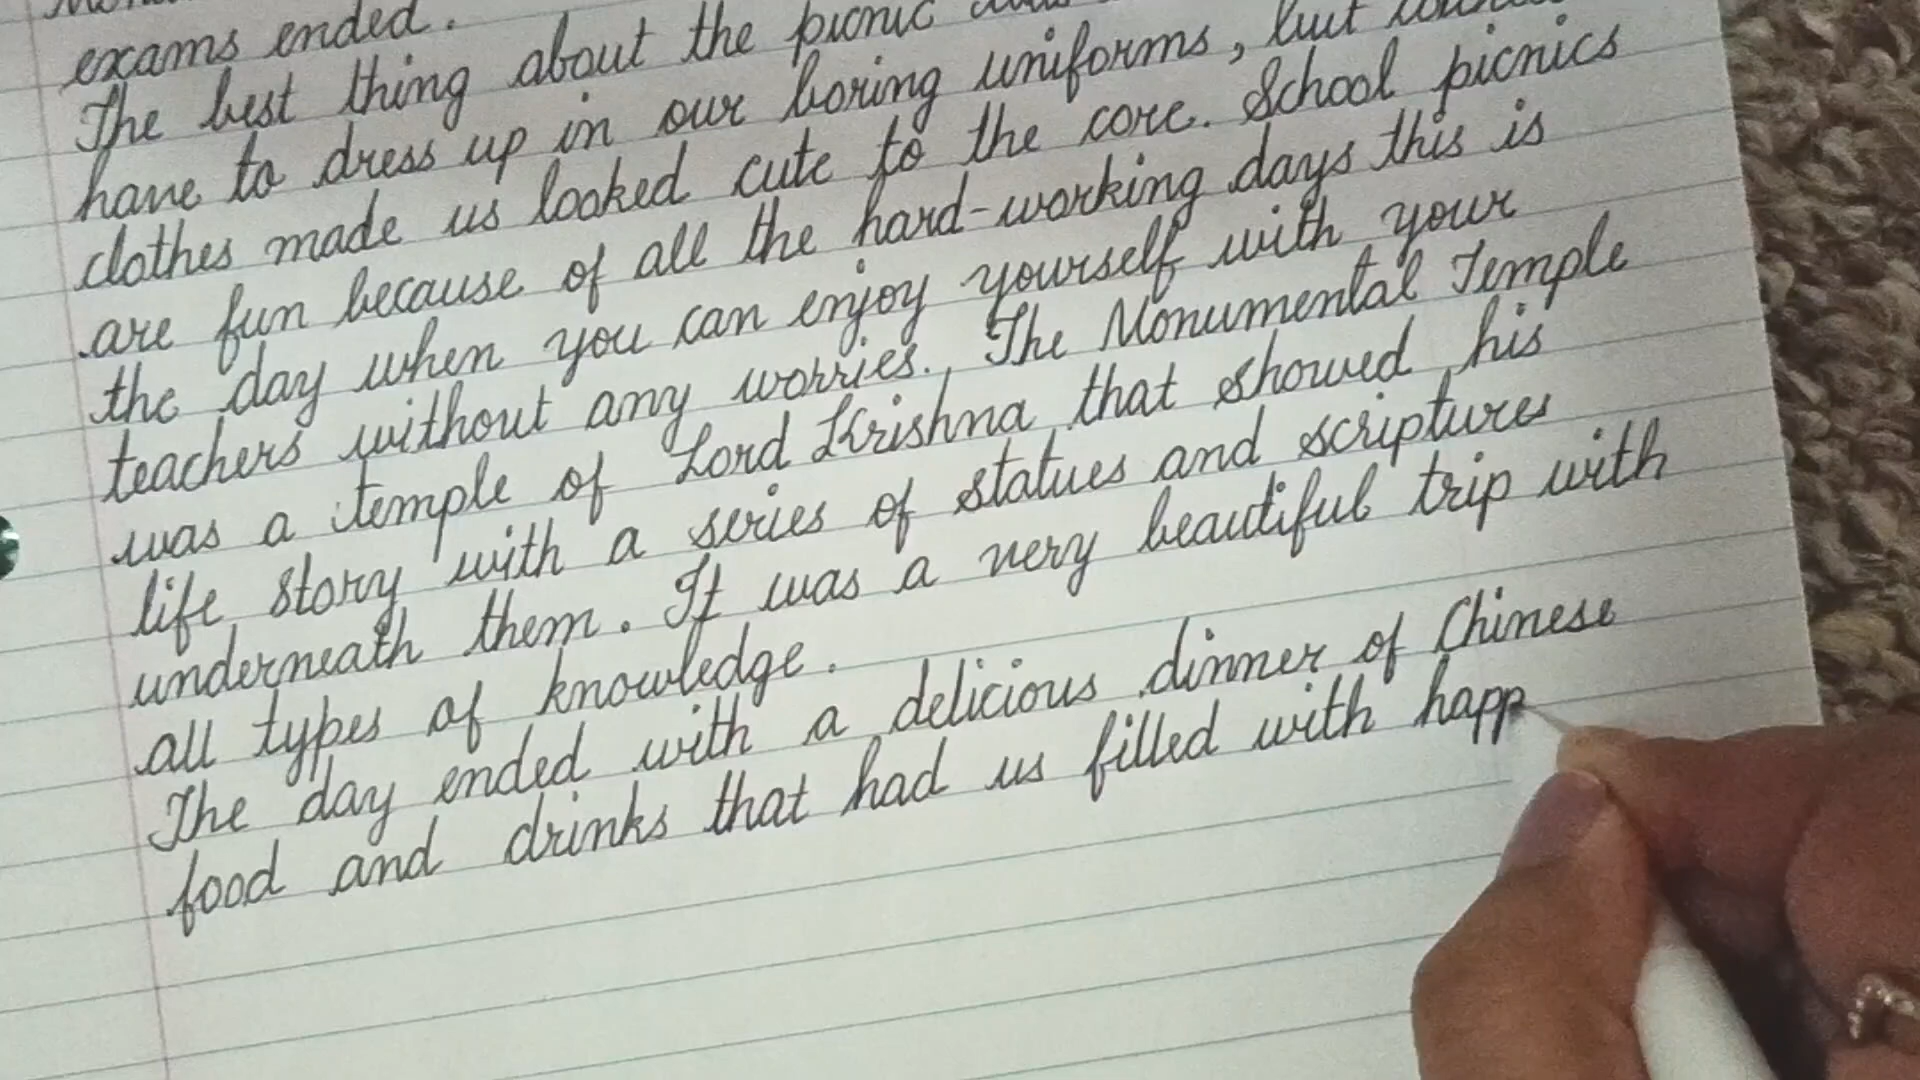 exams ended.
The best thing about the picnic
have to dress up in our boring uniforms, but
clothes made us looked cute to the core. School picnics
are fun because of all the hard-working days this is
the day when you can enjoy yourself with your
teachers without any worries. The Monumental Temple
was a temple of Lord Krishna that showed his
life story with a series of statues and scriptures
underneath them. It was a very beautiful trip with
all types of knowledge.
The day ended with a delicious dinner of Chinese
food and drinks that had us filled with happ